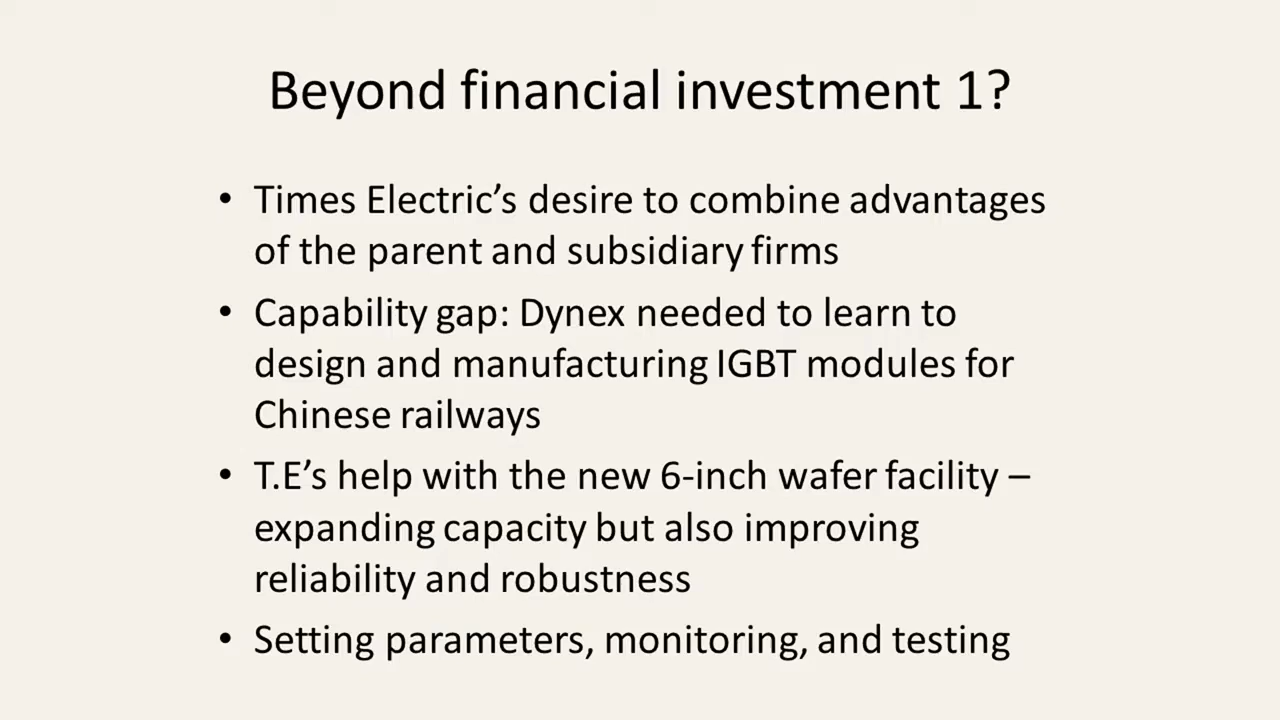 Beyond financial investment 1?
• Times Electric’s desire to combine advantages
of the parent and subsidiary firms
• Capability gap: Dynex needed to learn to
design and manufacturing IGBT modules for
Chinese railways
• T.E’s help with the new 6-inch wafer facility –
expanding capacity but also improving
reliability and robustness
• Setting parameters, monitoring, and testing